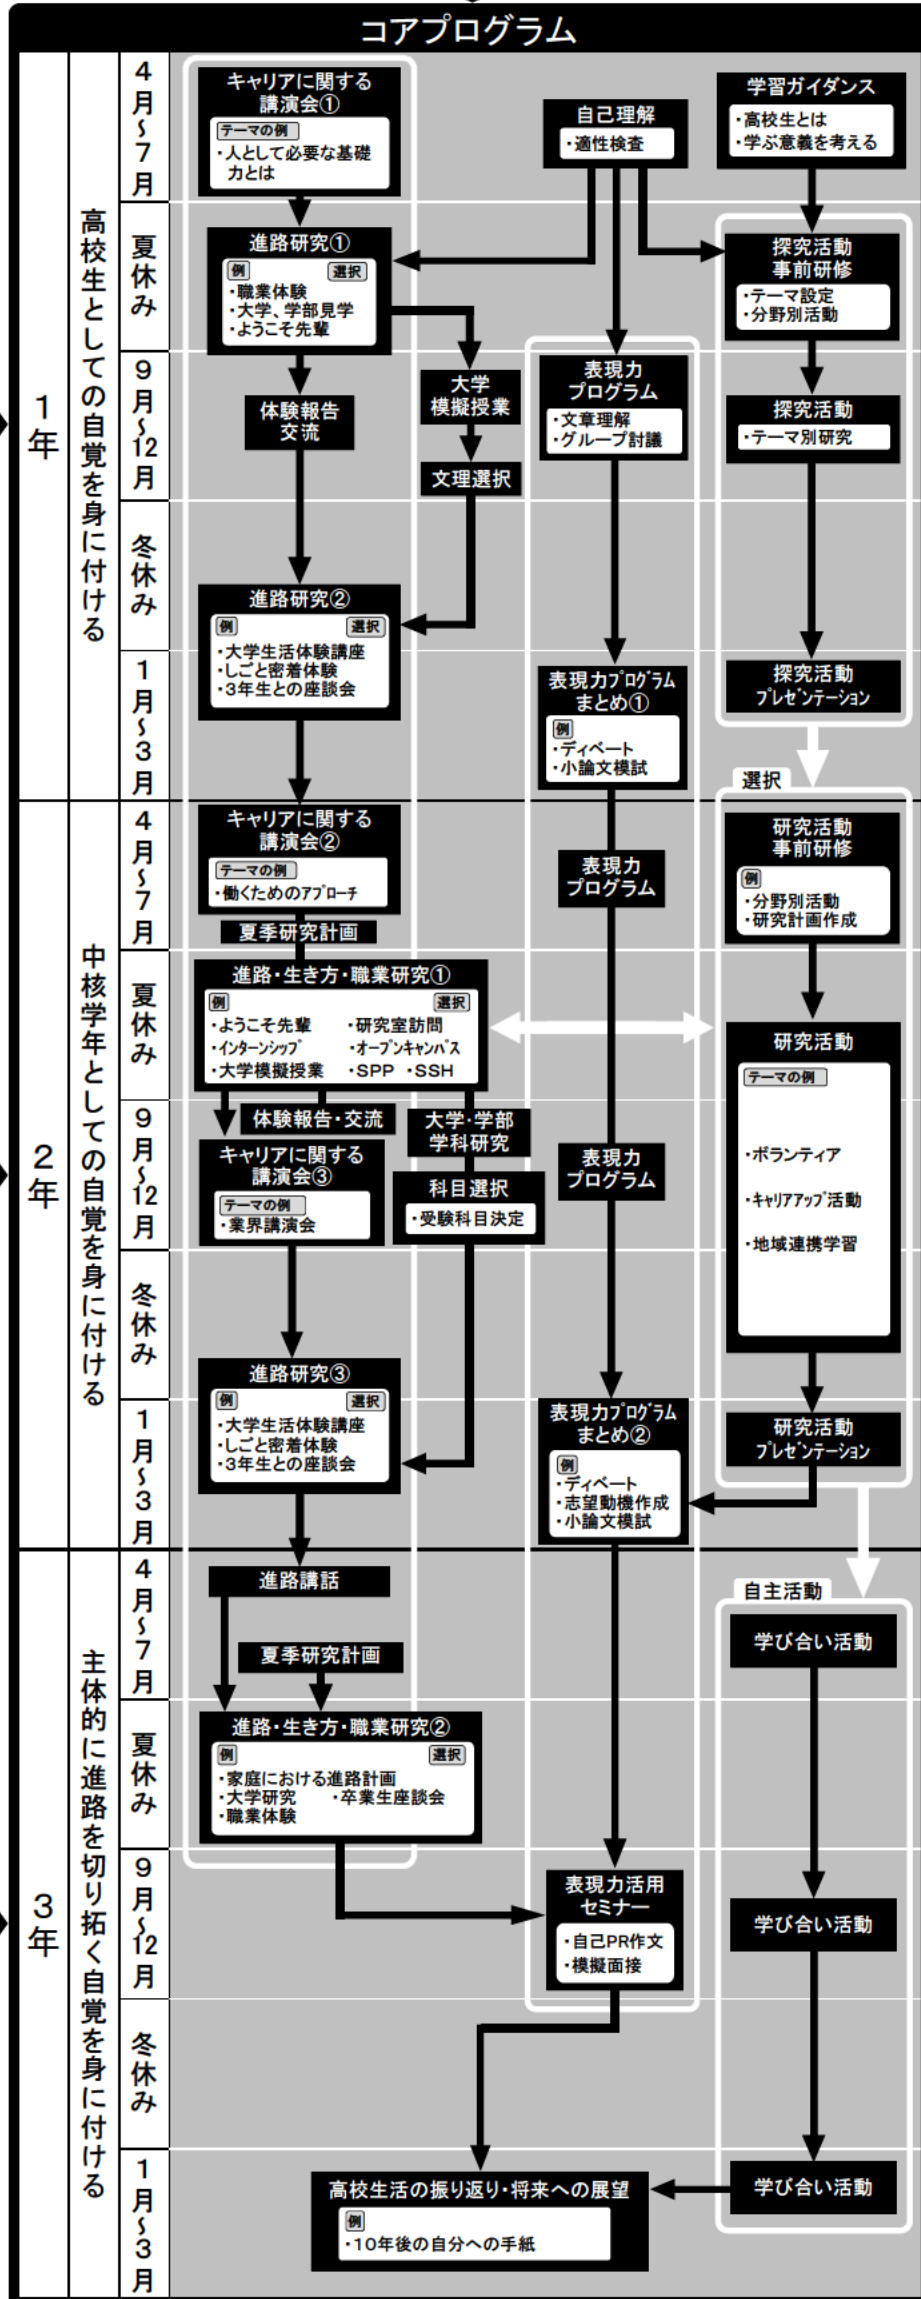 コアプログラム
1年
高校生としての自覚を身に付ける
4月~7月
キャリアに関する
講演会①
テーマの例
・人として必要な基礎
力とは
自己理解
・適性検査
学習ガイダンス
・高校生とは
・学ぶ意義を考える
夏休み
進路研究①
例
選択
・職業体験
・大学、学部見学
・ようこそ先輩
探究活動
事前研修
・テーマ設定
・分野別活動
9月~12月
体験報告
交流
大学
模擬授業
文理選択
表現力
プログラム
・文章理解
・グループ討議
探究活動
・テーマ別研究
冬休み
進路研究②
例
選択
・大学生活体験講座
・しごと密着体験
・3年生との座談会
1月~3月
表現力プログラム
まとめ①
例
・ディベート
・小論文模試
探究活動
プレゼンテーション
2年
中核学年としての自覚を身に付ける
4月~7月
キャリアに関する
講演会②
テーマの例
・働くためのアプローチ
夏季研究計画
表現力
プログラム
選択
研究活動
事前研修
例
・分野別活動
・研究計画作成
夏休み
進路・生き方・職業研究①
例
選択
・ようこそ先輩 ・研究室訪問
・インターンシップ ・オープンキャンパス
・大学模擬授業 ・SPP ・SSH
研究活動
テーマの例
・ボランティア
・キャリアアップ活動
・地域連携学習
9月~12月
体験報告・交流
キャリアに関する
講演会③
テーマの例
・業界講演会
大学・学部
学科研究
科目選択
・受験科目決定
表現力
プログラム
冬休み
進路研究③
例
選択
・大学生活体験講座
・しごと密着体験
・3年生との座談会
1月~3月
表現力プログラム
まとめ②
例
・ディベート
・志望動機作成
・小論文模試
研究活動
プレゼンテーション
3年
主体的に進路を切り拓く自覚を身に付ける
4月~7月
進路講話
夏季研究計画
自主活動
学び合い活動
夏休み
進路・生き方・職業研究②
例
選択
・家庭における進路計画
・大学研究 ・卒業生座談会
・職業体験
9月~12月
表現力活用
セミナー
・自己PR作文
・模擬面接
学び合い活動
冬休み
1月~3月
高校生活の振り返り・将来への展望
例
・10年後の自分への手紙
学び合い活動